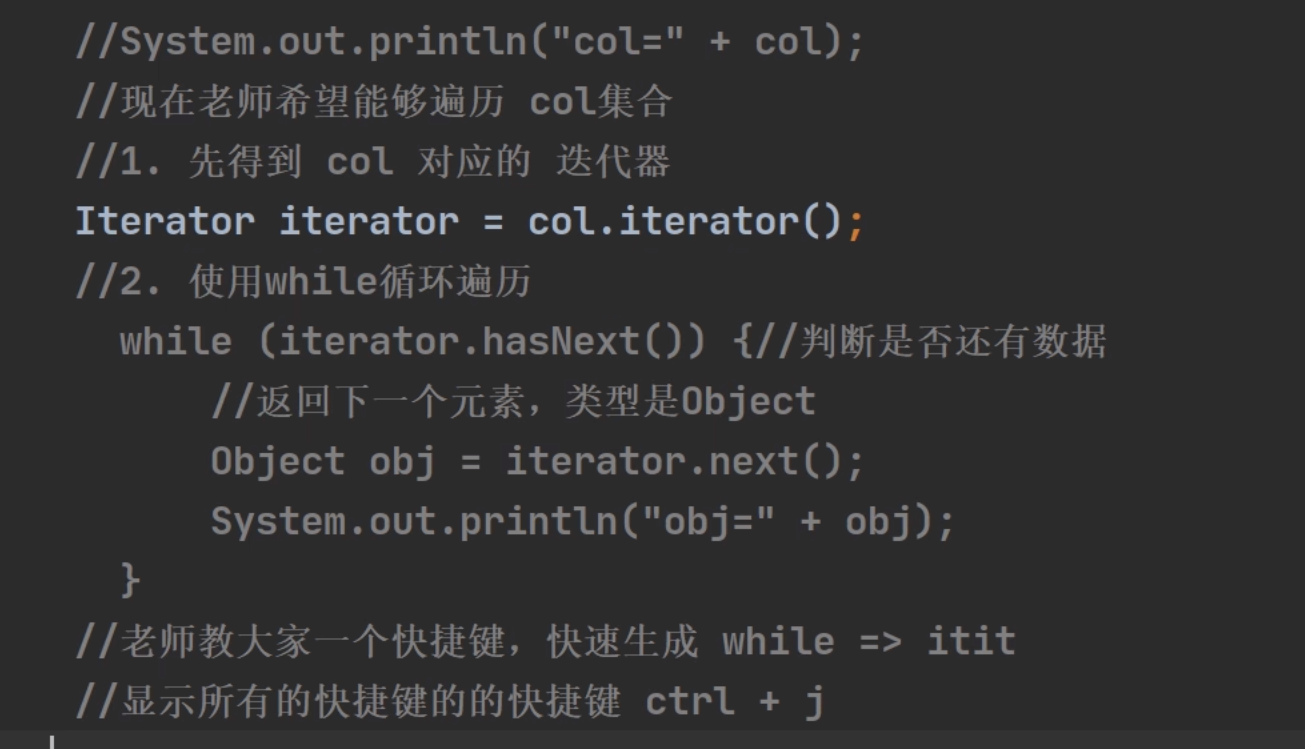 //System.out.println("col=" + col);
//现在老师希望能够遍历 col集合
//1. 先得到 col 对应的 迭代器
Iterator iterator = col.iterator();
//2. 使用while循环遍历
while (iterator.hasNext()) {//判断是否还有数据
//返回下一个元素，类型是Object
Object obj = iterator.next();
System.out.println("obj=" + obj);
}
//老师教大家一个快捷键，快速生成 while => itit
//显示所有的快捷键的的快捷键 ctrl + j